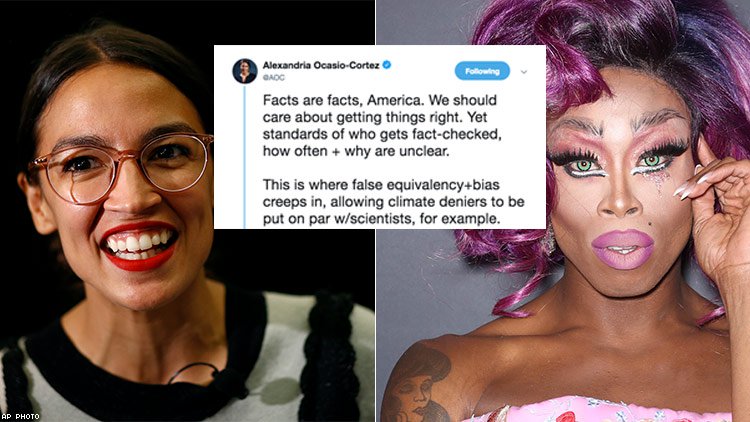 Alexandria Ocasio-Cortez
@AOC
Following
Facts are facts, America. We should
care about getting things right. Yet
standards of who gets fact-checked,
how often + why are unclear.
This is where false equivalency+bias
creeps in, allowing climate deniers to be
put on par w/scientists, for example.
AP PHOTO